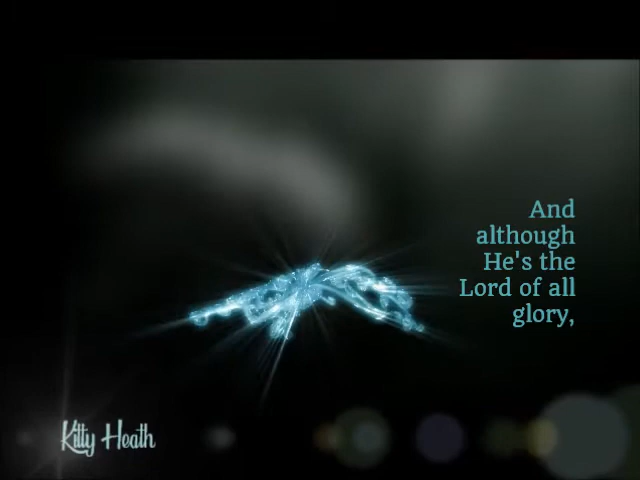 And
although
He's the
Lord of all
glory,
Kitty Heath